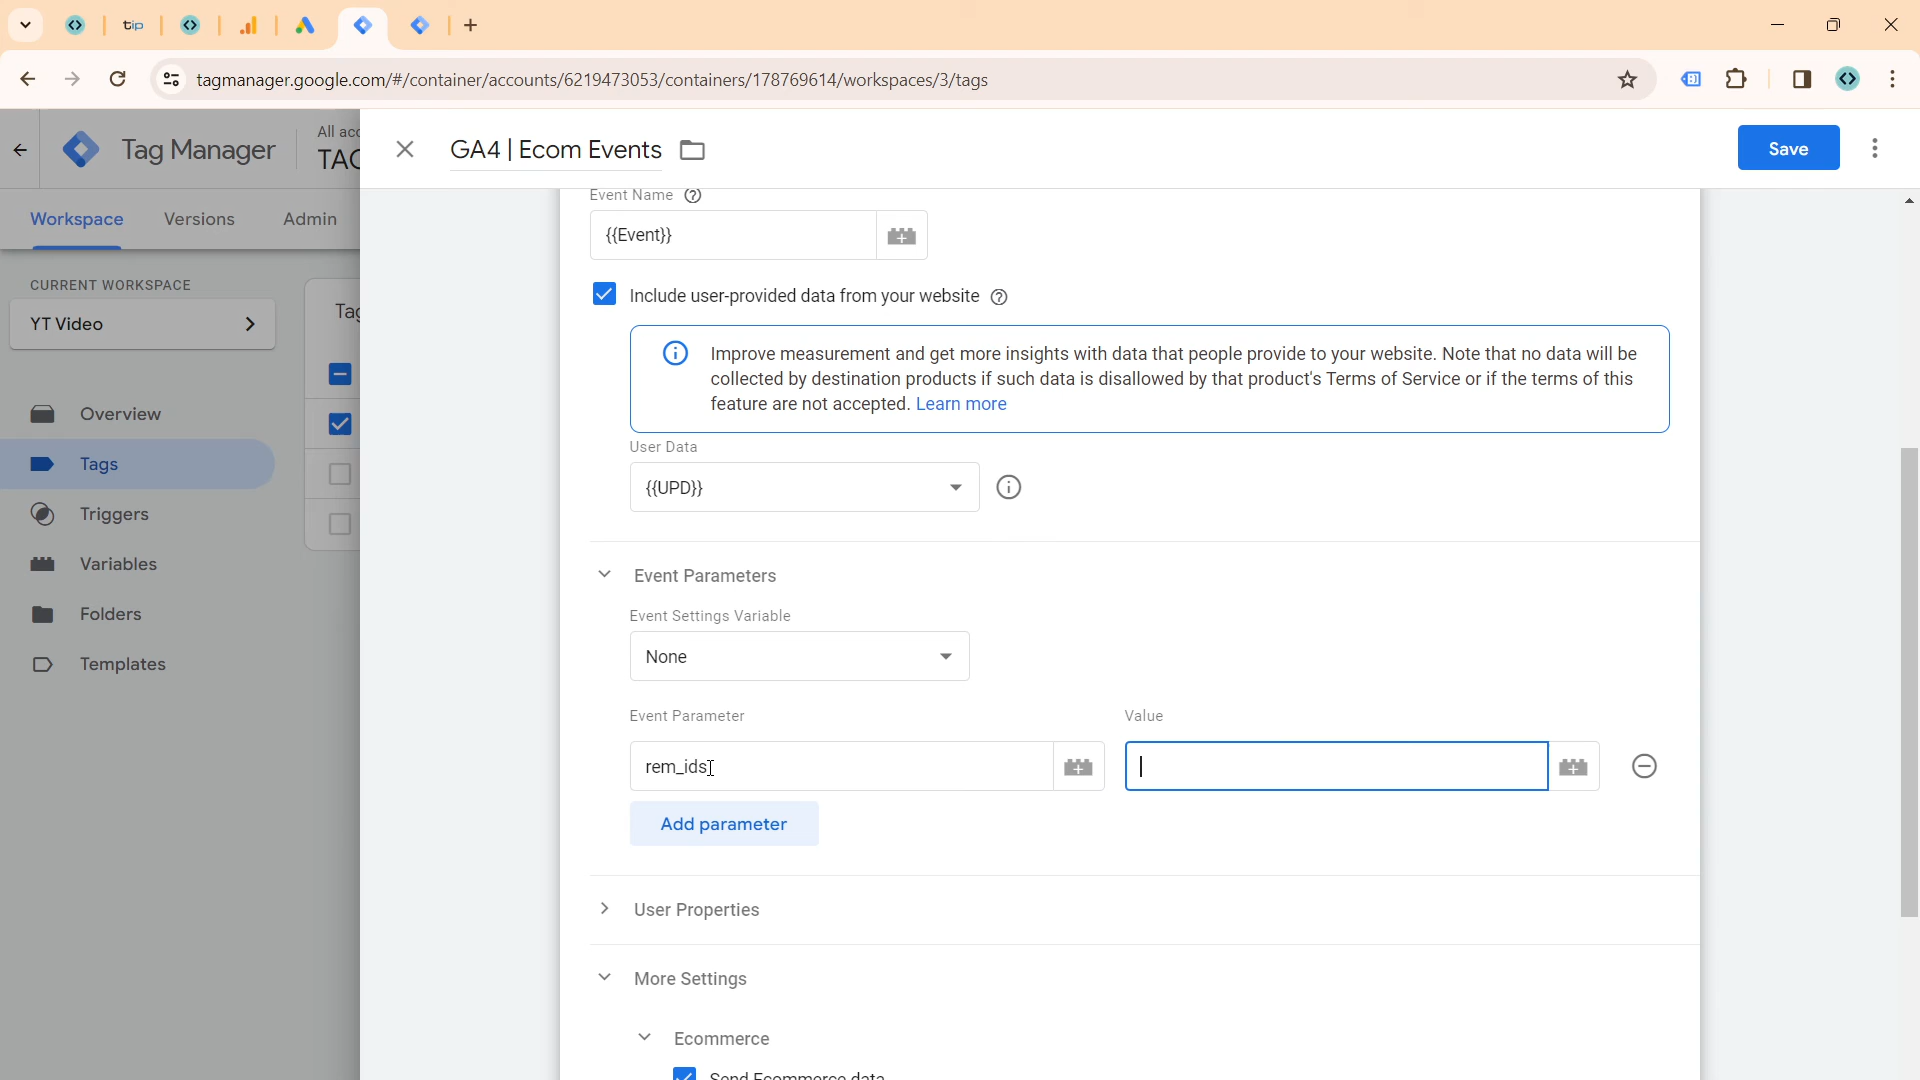 tip
tagmanager.google.com/#/container/accounts/6219473053/containers/178769614/workspaces/3/tags
Tag Manager
All acc
TAG
GA4 | Ecom Events
Save
Workspace
Versions
Admin
CURRENT WORKSPACE
YT Video
Overview
Tags
Triggers
Variables
Folders
Templates
Tag
Event Name
{{Event}}
Include user-provided data from your website
Improve measurement and get more insights with data that people provide to your website. Note that no data will be
collected by destination products if such data is disallowed by that product's Terms of Service or if the terms of this
feature are not accepted. Learn more
User Data
{{UPD}}
Event Parameters
Event Settings Variable
None
Event Parameter
Value
rem_ids
Add parameter
User Properties
More Settings
Ecommerce
Send Ecommerce data